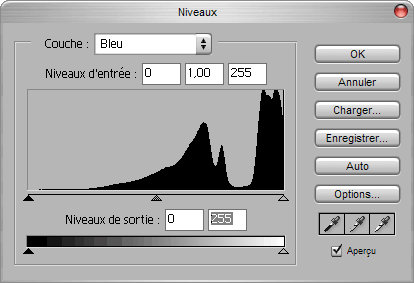 Niveaux
Couche : Bleu
OK
Niveaux d'entrée : 0 1,00 255
Annuler
Charger...
Enregistrer...
Auto
Options...
Niveaux de sortie : 0 255
Aperçu